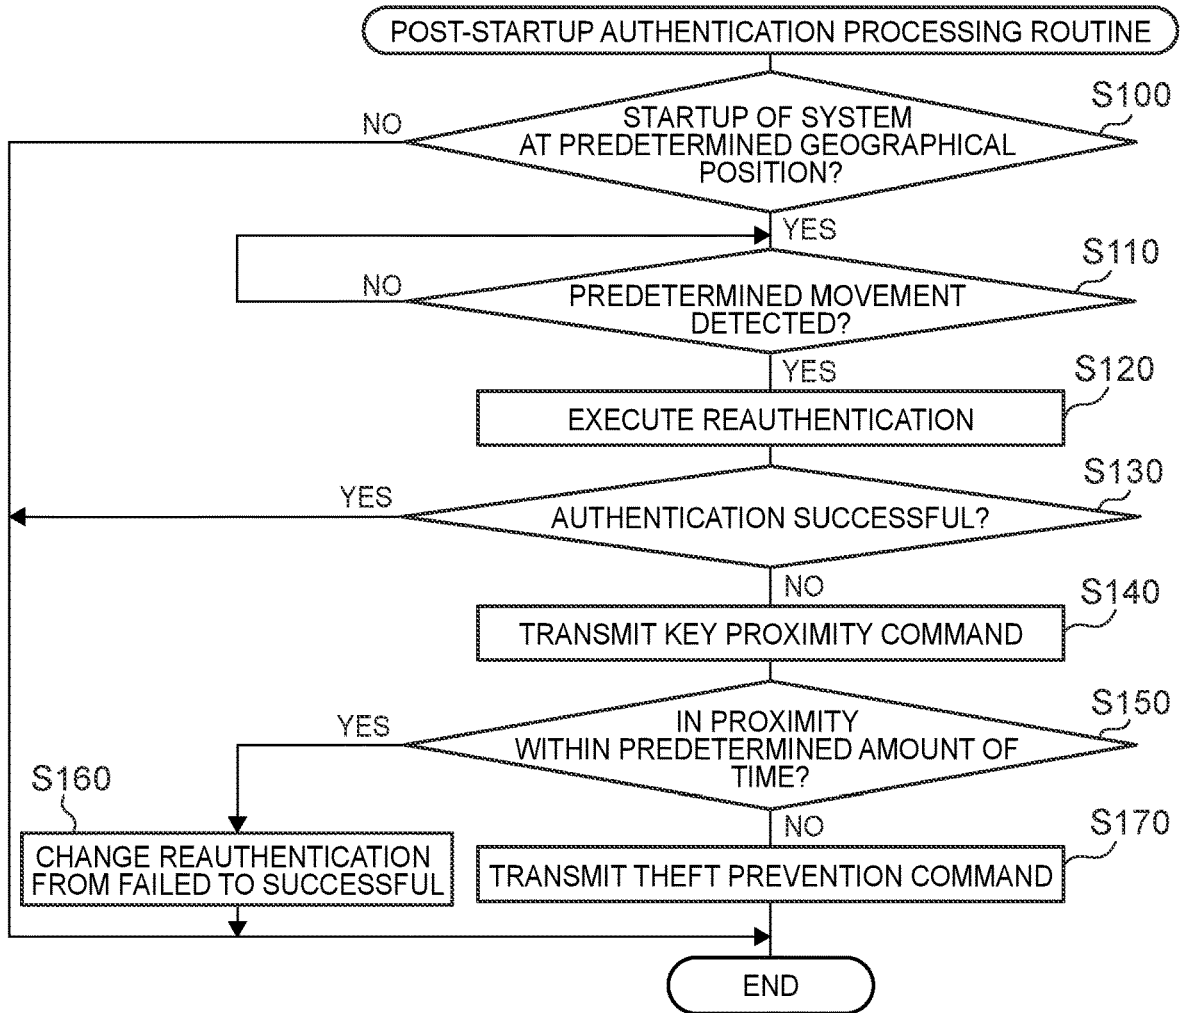 POST-STARTUP AUTHENTICATION PROCESSING ROUTINE
S100
NO
STARTUP OF SYSTEM
AT PREDETERMINED GEOGRAPHICAL
POSITION?
YES
S110
NO
PREDETERMINED MOVEMENT
DETECTED?
YES
S120
EXECUTE REAUTHENTICATION
S130
YES
AUTHENTICATION SUCCESSFUL?
NO
S140
TRANSMIT KEY PROXIMITY COMMAND
S150
YES
IN PROXIMITY
WITHIN PREDETERMINED AMOUNT OF
TIME?
S160
NO
S170
CHANGE REAUTHENTICATION
FROM FAILED TO SUCCESSFUL
TRANSMIT THEFT PREVENTION COMMAND
END